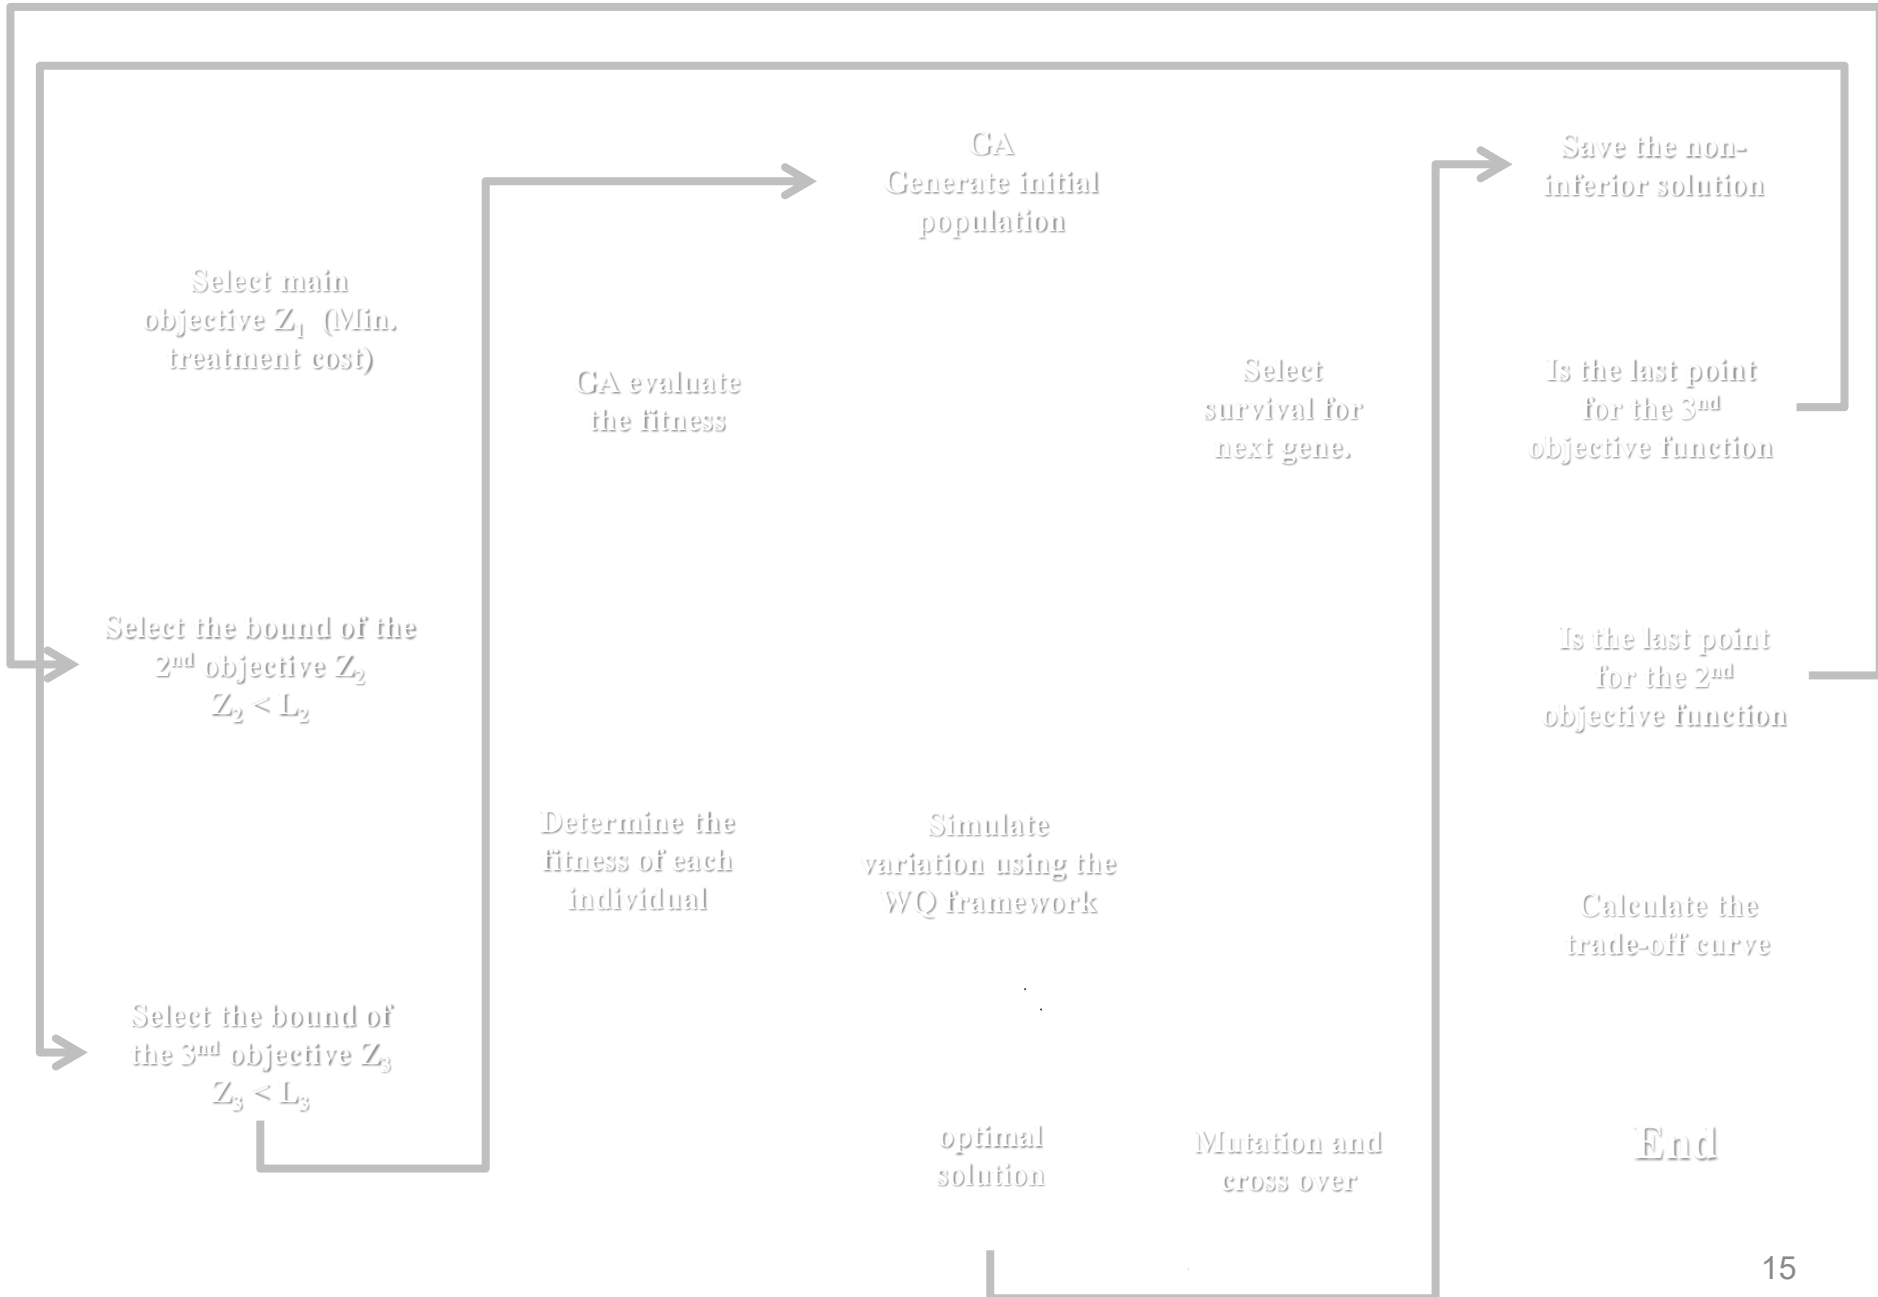 Select main
objective Z₁ (Min.
treatment cost)
Select the bound of the
2ⁿᵈ objective Z₂
Z₂ < L₂
Select the bound of
the 3ⁿᵈ objective Z₃
Z₃ < L₃
GA
Generate initial
population
GA evaluate
the fitness
Determine the
fitness of each
individual
Simulate
variation using the
WQ framework
optimal
solution
Select
survival for
next gene.
Mutation and
cross over
Save the non-
inferior solution
Is the last point
for the 3ⁿᵈ
objective function
Is the last point
for the 2ⁿᵈ
objective function
Calculate the
trade-off curve
End
15